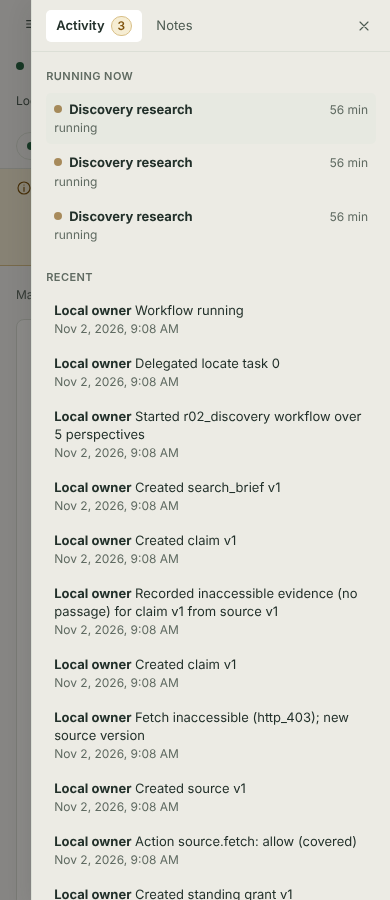 Activity 3 Notes
Lo
RUNNING NOW
Discovery research 56 min
running
Discovery research 56 min
running
Discovery research 56 min
running
RECENT
Ma
Local owner Workflow running
Nov 2, 2026, 9:08 AM
Local owner Delegated locate task 0
Nov 2, 2026, 9:08 AM
Local owner Started r02_discovery workflow over
5 perspectives
Nov 2, 2026, 9:08 AM
Local owner Created search_brief v1
Nov 2, 2026, 9:08 AM
Local owner Created claim v1
Nov 2, 2026, 9:08 AM
Local owner Recorded inaccessible evidence (no
passage) for claim v1 from source v1
Nov 2, 2026, 9:08 AM
Local owner Created claim v1
Nov 2, 2026, 9:08 AM
Local owner Fetch inaccessible (http_403); new
source version
Nov 2, 2026, 9:08 AM
Local owner Created source v1
Nov 2, 2026, 9:08 AM
Local owner Action source.fetch: allow (covered)
Nov 2, 2026, 9:08 AM
Local owner Created standing grant v1